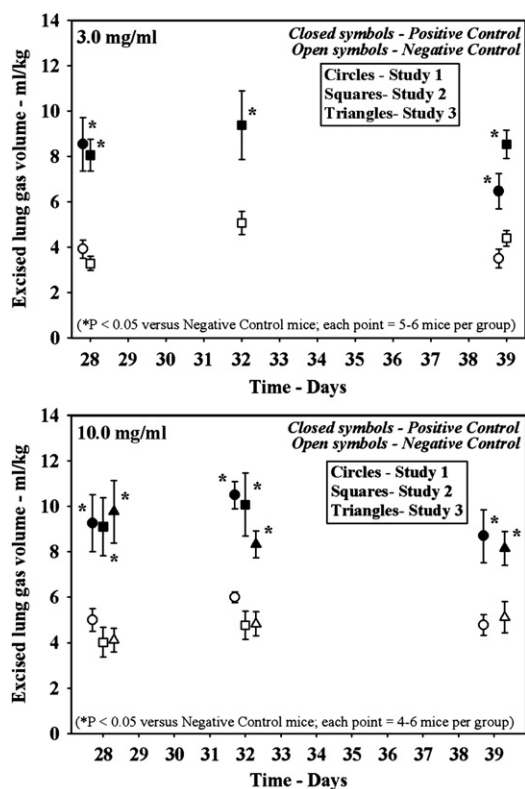 14
12
10
8
6
4
2
0
Excised lung gas volume - ml/kg
3.0 mg/ml
Closed symbols - Positive Control
Open symbols - Negative Control
Circles - Study 1
Squares- Study 2
Triangles- Study 3
*
*
*
*
*
(*P < 0.05 versus Negative Control mice; each point = 5-6 mice per group)
28 29 30 31 32 33 34 35 36 37 38 39
Time - Days
14
12
10
8
6
4
2
0
Excised lung gas volume - ml/kg
10.0 mg/ml
Closed symbols - Positive Control
Open symbols - Negative Control
Circles - Study 1
Squares- Study 2
Triangles- Study 3
*
*
*
*
*
*
*
*
(*P < 0.05 versus Negative Control mice; each point = 4-6 mice per group)
28 29 30 31 32 33 34 35 36 37 38 39
Time - Days